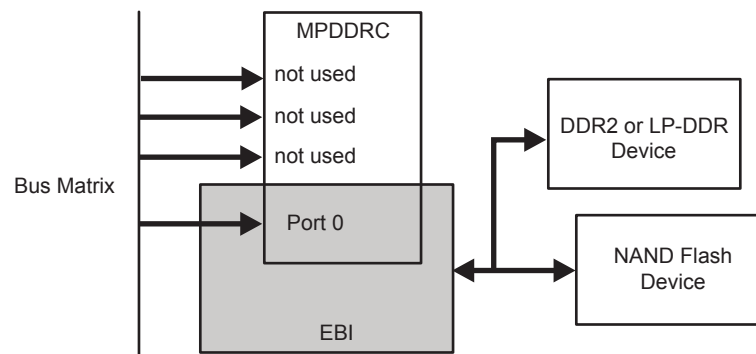 MPDDRC
not used
not used
not used
Bus Matrix
Port 0
EBI
DDR2 or LP-DDR
Device
NAND Flash
Device